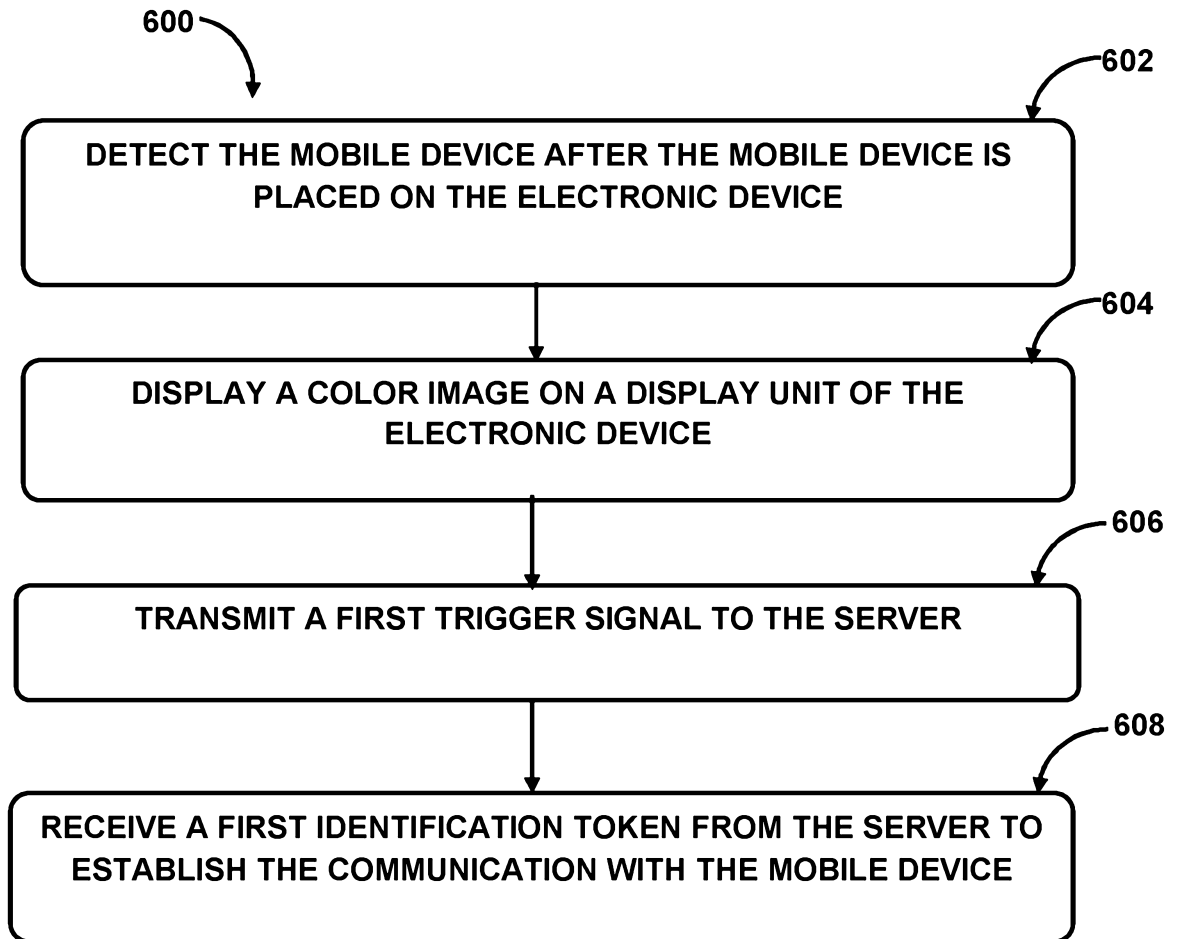 600
602
DETECT THE MOBILE DEVICE AFTER THE MOBILE DEVICE IS
PLACED ON THE ELECTRONIC DEVICE
604
DISPLAY A COLOR IMAGE ON A DISPLAY UNIT OF THE
ELECTRONIC DEVICE
606
TRANSMIT A FIRST TRIGGER SIGNAL TO THE SERVER
608
RECEIVE A FIRST IDENTIFICATION TOKEN FROM THE SERVER TO
ESTABLISH THE COMMUNICATION WITH THE MOBILE DEVICE